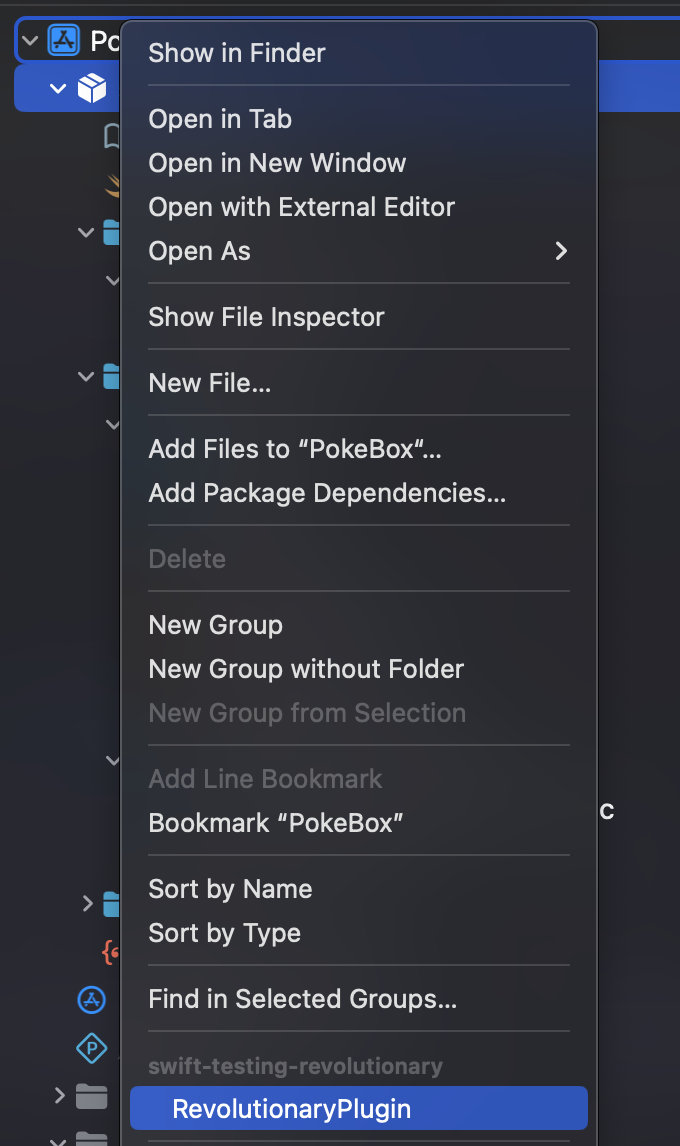 Po
Show in Finder
Open in Tab
Open in New Window
Open with External Editor
Open As
Show File Inspector
New File...
Add Files to “PokeBox“...
Add Package Dependencies...
Delete
New Group
New Group without Folder
New Group from Selection
Add Line Bookmark
Bookmark “PokeBox”
c
Sort by Name
Sort by Type
Find in Selected Groups...
swift-testing-revolutionary
P
RevolutionaryPlugin